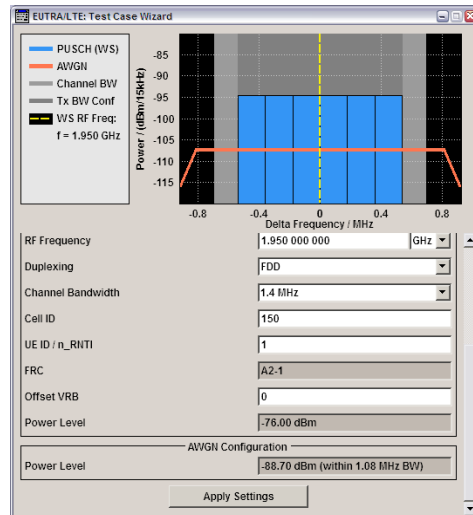 EUTRA/LTE: Test Case Wizard
PUSCH (WS)
AWGN
Channel BW
Tx BW Conf
WS RF Freq:
f = 1.950 GHz
Power /(dBm/15kHz)
-85
-90
-95
-100
-105
-110
-115
-0.8 -0.4 0 0.4 0.8
Delta Frequency / MHz
RF Frequency 1.950 000 000 GHz
Duplexing FDD
Channel Bandwidth 1.4 MHz
Cell ID 150
UE ID / n_RNTI 1
FRC A2-1
Offset VRB 0
Power Level -76.00 dBm
AWGN Configuration
Power Level -88.70 dBm (within 1.08 MHz BW)
Apply Settings